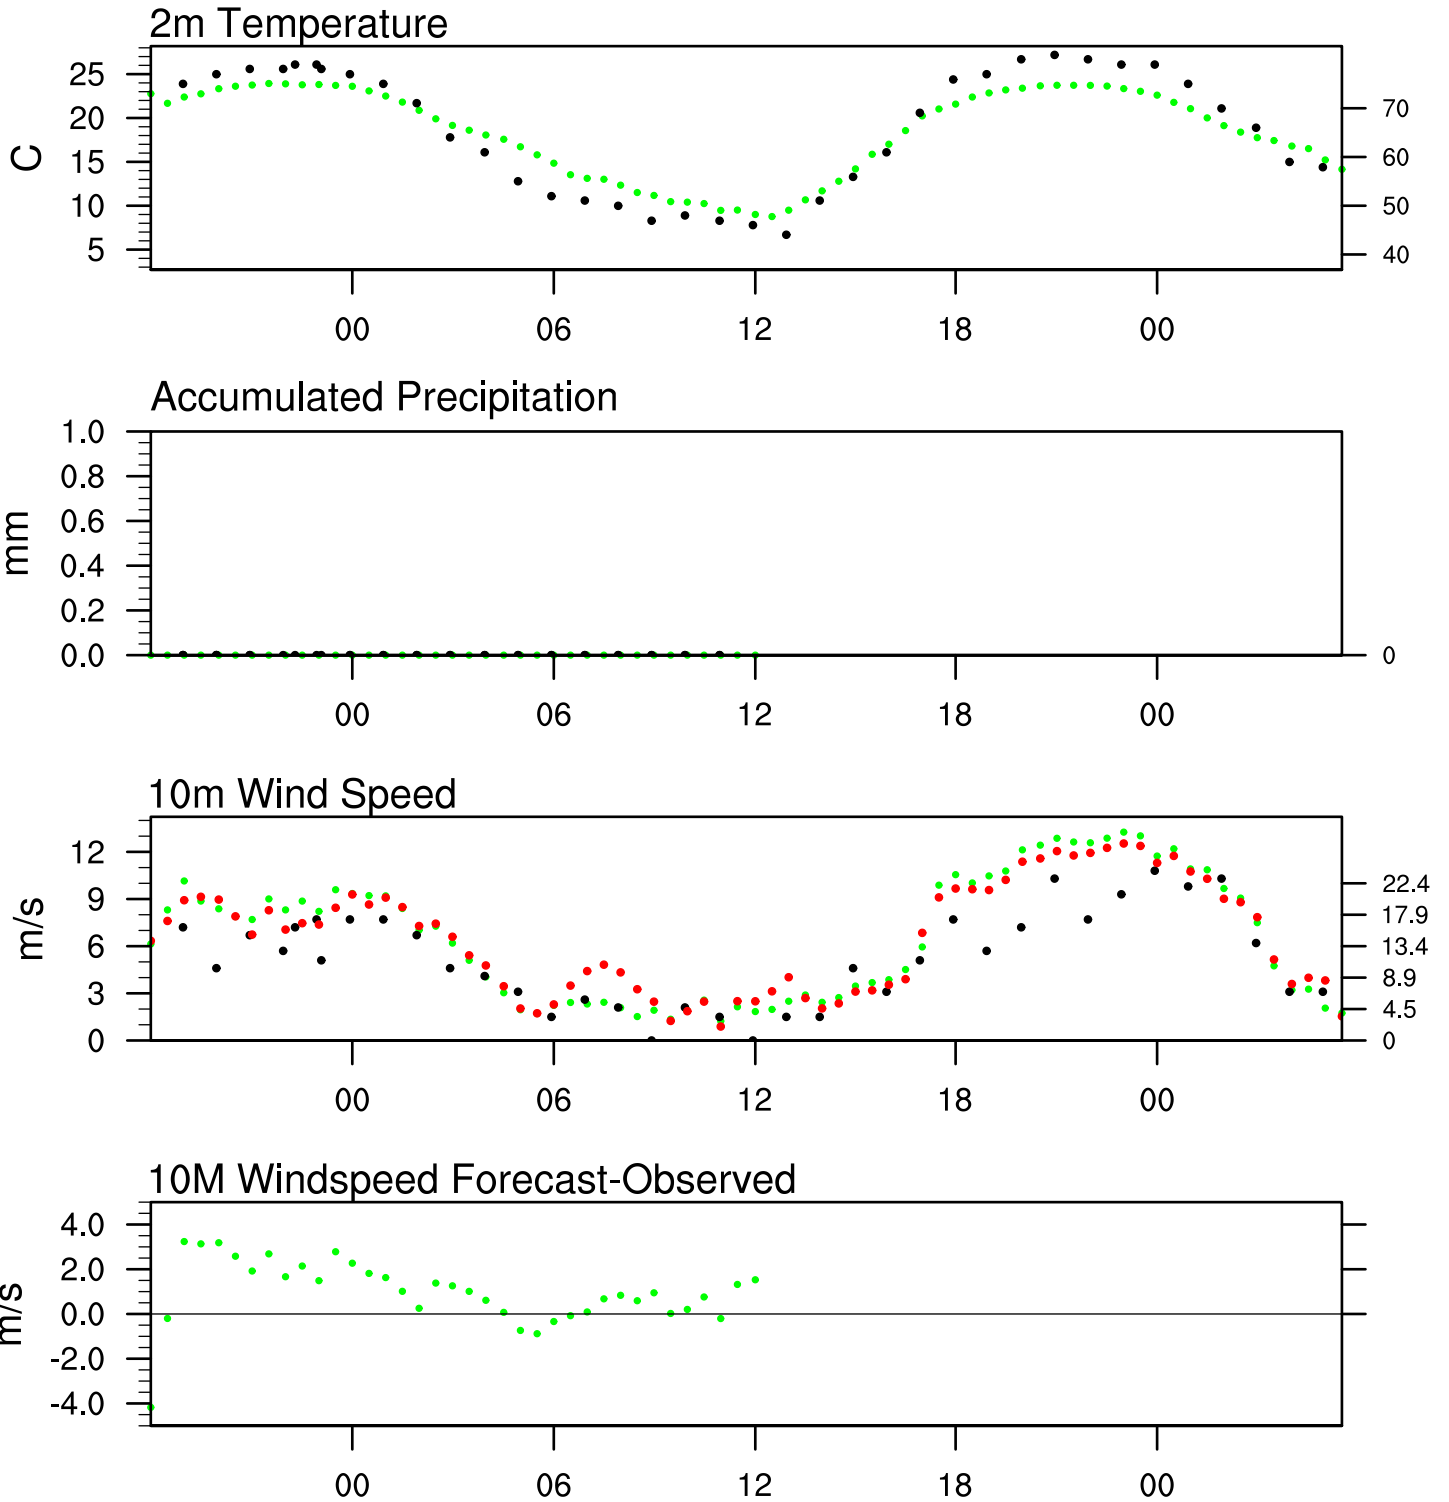 2m Temperature
25
20
15
10
5
C
70
60
50
40
00 06 12 18 00
Accumulated Precipitation
1.0
0.8
0.6
0.4
0.2
0.0
mm
0
00 06 12 18 00
10m Wind Speed
12
9
6
3
0
m/s
22.4
17.9
13.4
8.9
4.5
0
00 06 12 18 00
10M Windspeed Forecast-Observed
4.0
2.0
0.0
-2.0
-4.0
m/s
00 06 12 18 00